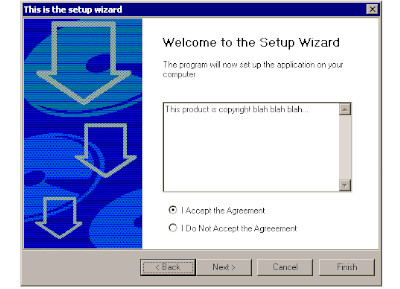 This is the setup wizard
Welcome to the Setup Wizard
The program will now set up the application on your
computer
This product is copyright blah blah blah...
I Accept the Agreement
I Do Not Accept the Agreeement
< Back
Next >
Cancel
Finish